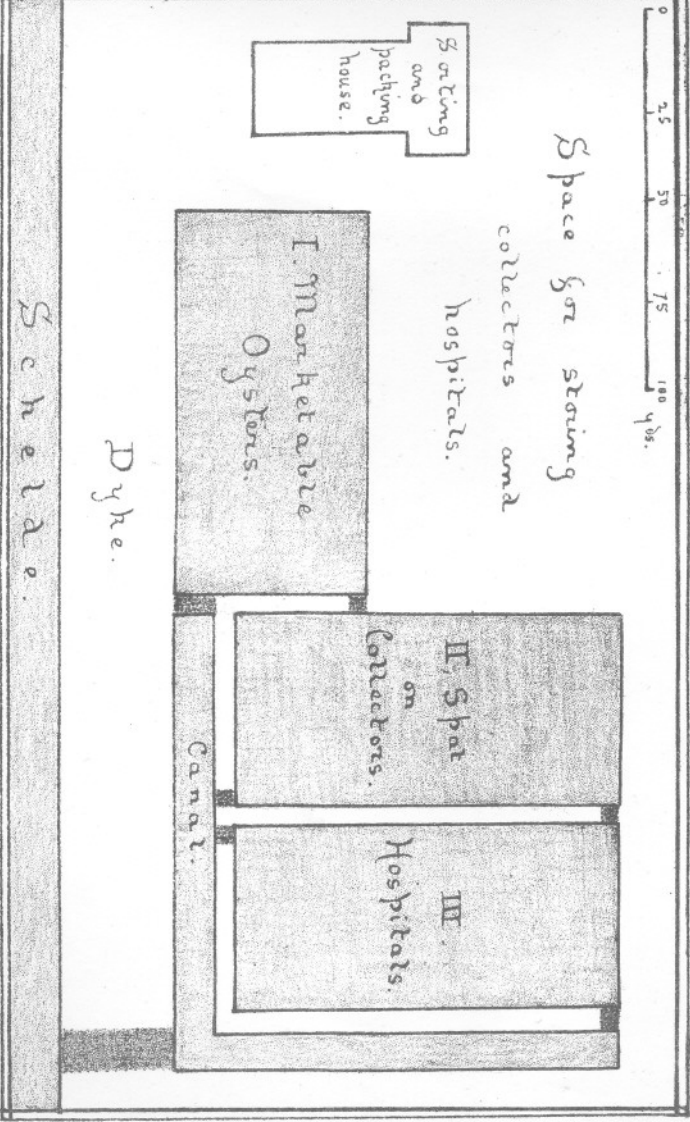 0 25 50 75 100 yds.
Sorting
and
packing
house.
Space for storing
collectors and
hospitals.
I. Marketable
Oysters.
II. Spat
on
Collectors.
III.
Hospitals.
Canal.
Dyke.
Schelde.